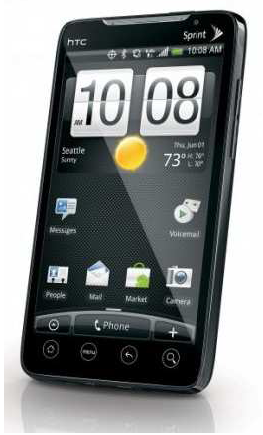 hTC
Sprint
10:08 AM
10 08
AM
Seattle
Sunny
Thu, Jun 01
73°
H: 76°
Messages
Voicemail
People
Mail
Market
Camera
Phone
+
menu